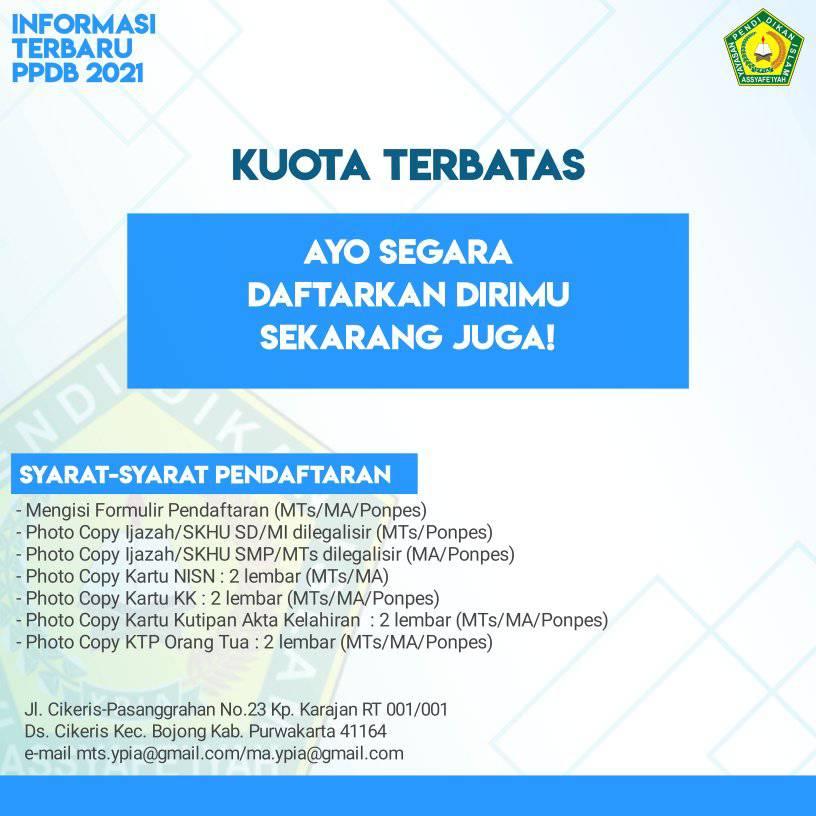 INFORMASI
TERBARU
PPDB 2021
YAYASAN PENDIDIKAN ISLAM
ASSYAFE'IYAH
KUOTA TERBATAS
AYO SEGARA
DAFTARKAN DIRIMU
SEKARANG JUGA!
SYARAT-SYARAT PENDAFTARAN
- Mengisi Formulir Pendaftaran (MTs/MA/Ponpes)
- Photo Copy Ijazah/SKHU SD/MI dilegalisir (MTs/Ponpes)
- Photo Copy Ijazah/SKHU SMP/MTs dilegalisir (MA/Ponpes)
- Photo Copy Kartu NISN : 2 lembar (MTs/MA)
- Photo Copy Kartu KK : 2 lembar (MTs/MA/Ponpes)
- Photo Copy Kartu Kutipan Akta Kelahiran  : 2 lembar (MTs/MA/Ponpes)
- Photo Copy KTP Orang Tua : 2 lembar (MTs/MA/Ponpes)
Jl. Cikeris-Pasanggrahan No.23 Kp. Karajan RT 001/001
Ds. Cikeris Kec. Bojong Kab. Purwakarta 41164
e-mail mts.ypia@gmail.com/ma.ypia@gmail.com